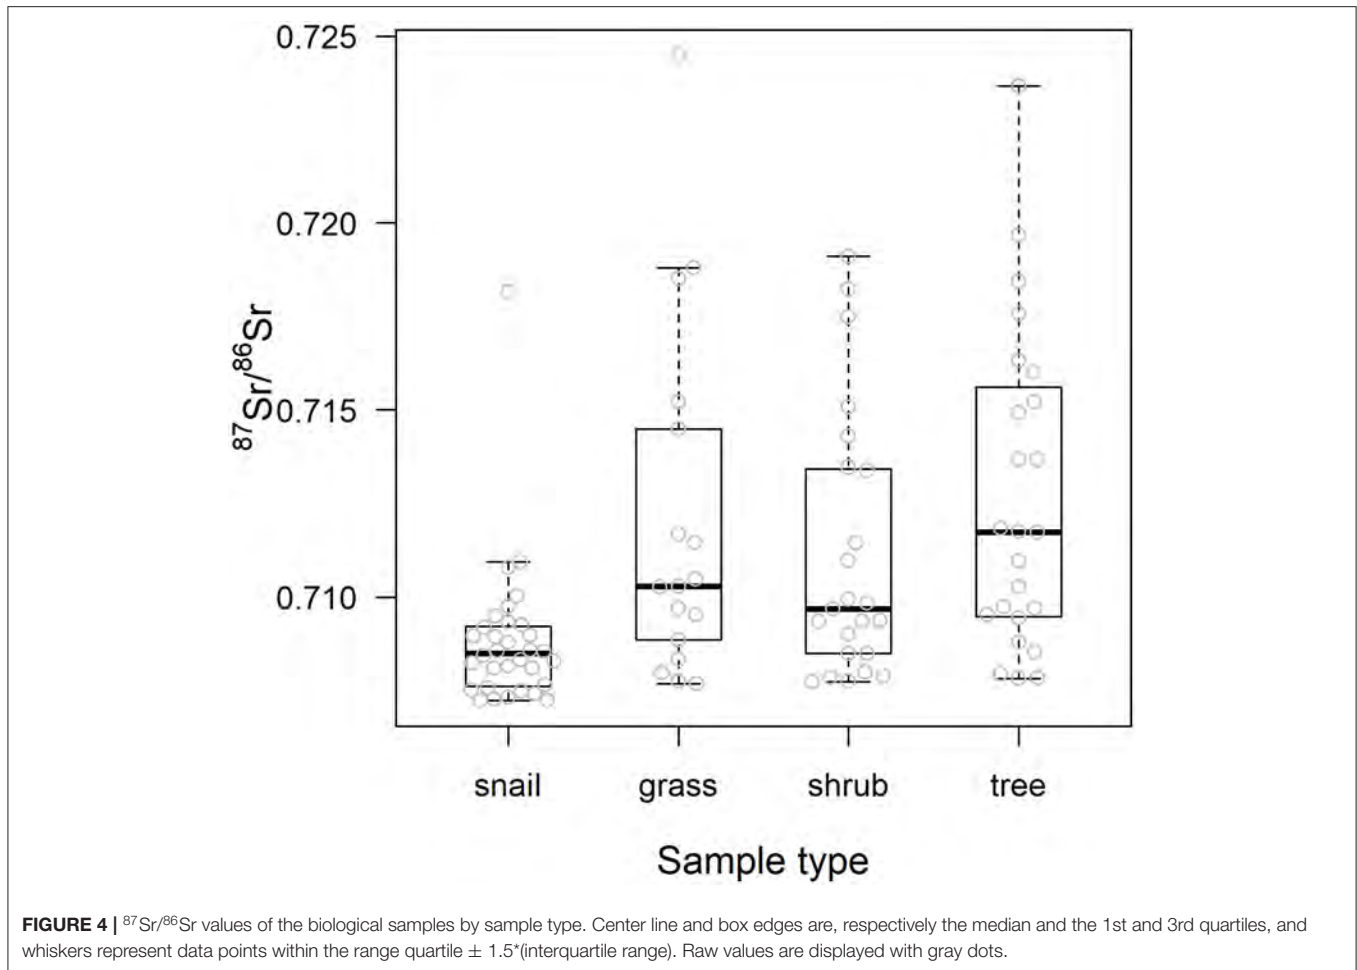 0.725
0.720
0.715
0.710
⁸⁷Sr/⁸⁶Sr
snail grass shrub tree
Sample type
FIGURE 4 | ⁸⁷Sr/⁸⁶Sr values of the biological samples by sample type. Center line and box edges are, respectively the median and the 1st and 3rd quartiles, and
whiskers represent data points within the range quartile ± 1.5*(interquartile range). Raw values are displayed with gray dots.